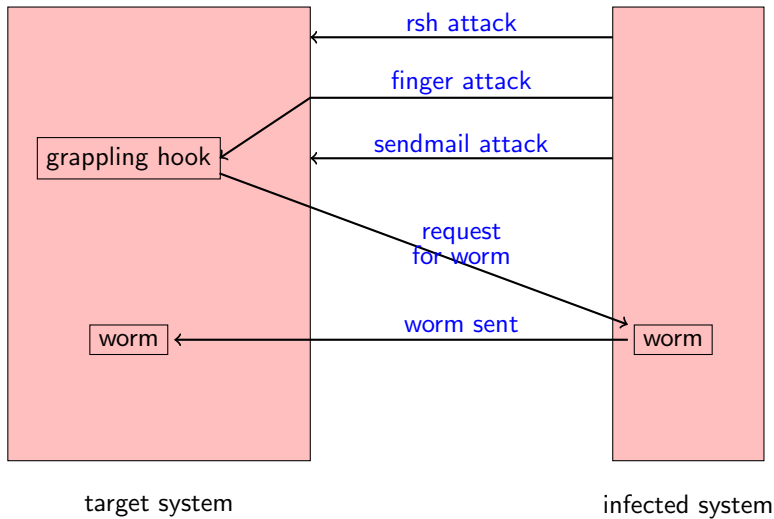 rsh attack
finger attack
sendmail attack
grappling hook
request
for worm
worm sent
worm
worm
target system
infected system